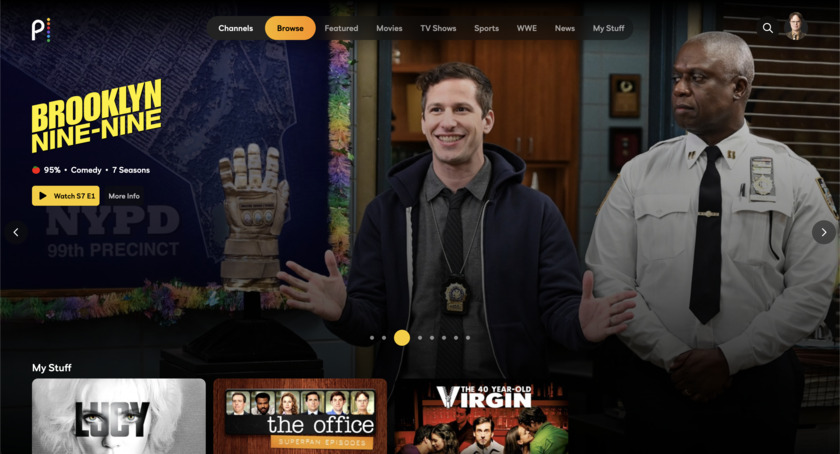 P
Channels
Browse
Featured
Movies
TV Shows
Sports
WWE
News
My Stuff
BROOKLYN
NINE-NINE
95% • Comedy • 7 Seasons
Watch S7 E1
More Info
NYPD
99th PRECINCT
My Stuff
LUCY
the office
SUPERFAN EPISODES
THE 40 YEAR-OLD
VIRGIN